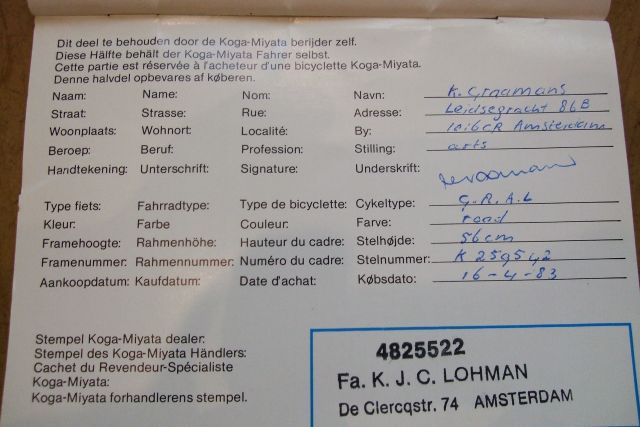 Dit deel te behouden door de Koga-Miyata berijder zelf.
Diese Hälfte behält der Koga-Miyata Fahrer selbst.
Cette partie est réservée à l'acheteur d'une bicyclette Koga-Miyata.
Denne halvdel opbevares af køberen.
Naam: Name: Nom: Navn: K. Graamans
Straat: Strasse: Rue: Adresse: Leidsegracht 86B
Woonplaats: Wohnort: Localité: By: 1016CR Amsterdam
Beroep: Beruf: Profession: Stilling: arts
Handtekening: Unterschrift: Signature: Underskrift:
Type fiets: Fahrradtype: Type de bicyclette: Cykeltype: G.R.A.L
Kleur: Farbe Couleur: Farve: rood
Framehoogte: Rahmenhöhe: Hauteur du cadre: Stelhøjde: 56cm
Framenummer: Rahmennummer: Numéro du cadre: Stelnummer: K 259542
Aankoopdatum: Kaufdatum: Date d'achat: Købsdato: 16-4-83
Stempel Koga-Miyata dealer:
Stempel des Koga-Miyata Händlers:
Cachet du Revendeur-Spécialiste
Koga-Miyata:
Koga-Miyata forhandlerens stempel.
4825522
Fa. K. J. C. LOHMAN
De Clercqstr. 74 AMSTERDAM